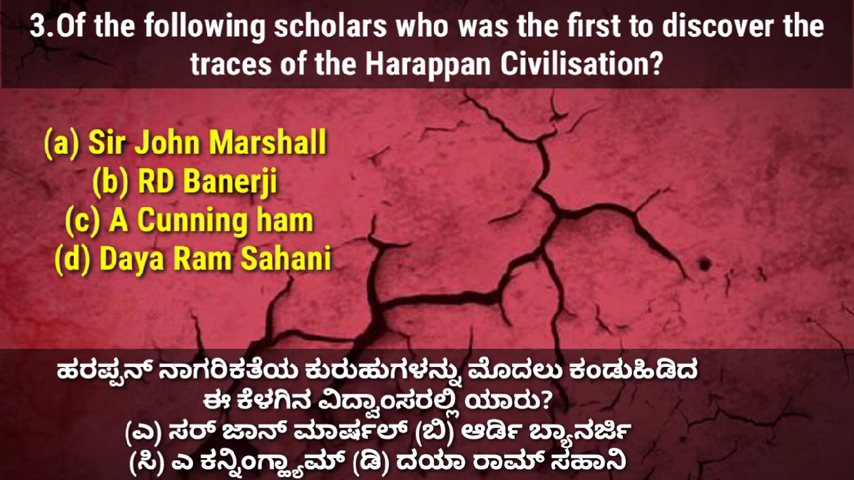 3.Of the following scholars who was the first to discover the
traces of the Harappan Civilisation?
(a) Sir John Marshall
(b) RD Banerji
(c) A Cunning ham
(d) Daya Ram Sahani
ಹರಪ್ಪನ್ ನಾಗರಿಕತೆಯ ಕುರುಹುಗಳನ್ನು ಮೊದಲು ಕಂಡುಹಿಡಿದ
ಈ ಕೆಳಗಿನ ವಿದ್ವಾಂಸರಲ್ಲಿ ಯಾರು?
(ಎ) ಸರ್ ಜಾನ್ ಮಾರ್ಷಲ್ (ಬಿ) ಆರ್ಡಿ ಬ್ಯಾನರ್ಜಿ
(ಸಿ) ಎ ಕನ್ನಿಂಗ್ಹ್ಯಾಮ್ (ಡಿ) ದಯಾ ರಾಮ್ ಸಹಾನಿ